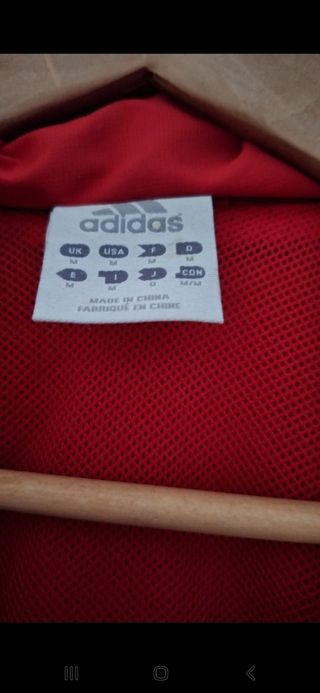 adidas
UK USA F D
M M M M
E I J CDN
M M O M/M
MADE IN CHINA
FABRIQUÉ EN CHINE